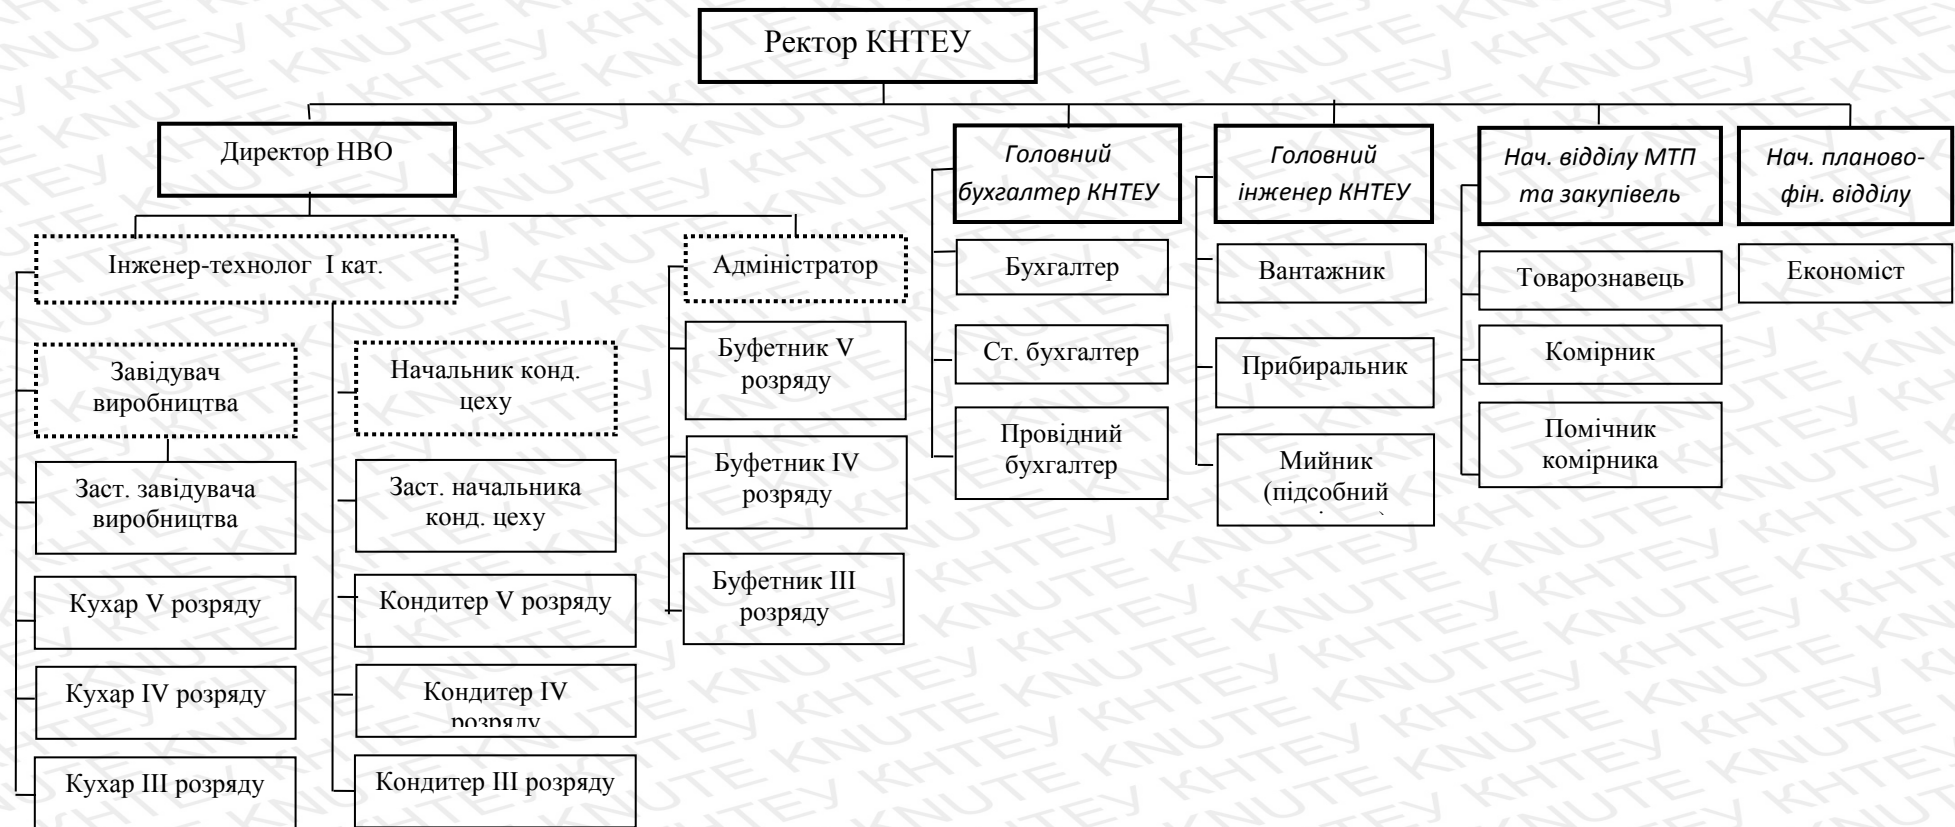 Ректор КНТЕУ
Директор НВО
Головний
бухгалтер КНТЕУ
Головний
інженер КНТЕУ
Нач. відділу МТП
та закупівель
Нач. планово-
фін. відділу
Інженер-технолог І кат.
Адміністратор
Бухгалтер
Вантажник
Товарознавець
Економіст
Завідувач
виробництва
Начальник конд.
цеху
Буфетник V
розряду
Ст. бухгалтер
Прибиральник
Комірник
Заст. завідувача
виробництва
Заст. начальника
конд. цеху
Буфетник IV
розряду
Провідний
бухгалтер
Мийник
(підсобний
Помічник
комірника
Кухар V розряду
Кондитер V розряду
Буфетник III
розряду
Кухар IV розряду
Кондитер IV
розряду
Кухар III розряду
Кондитер III розряду